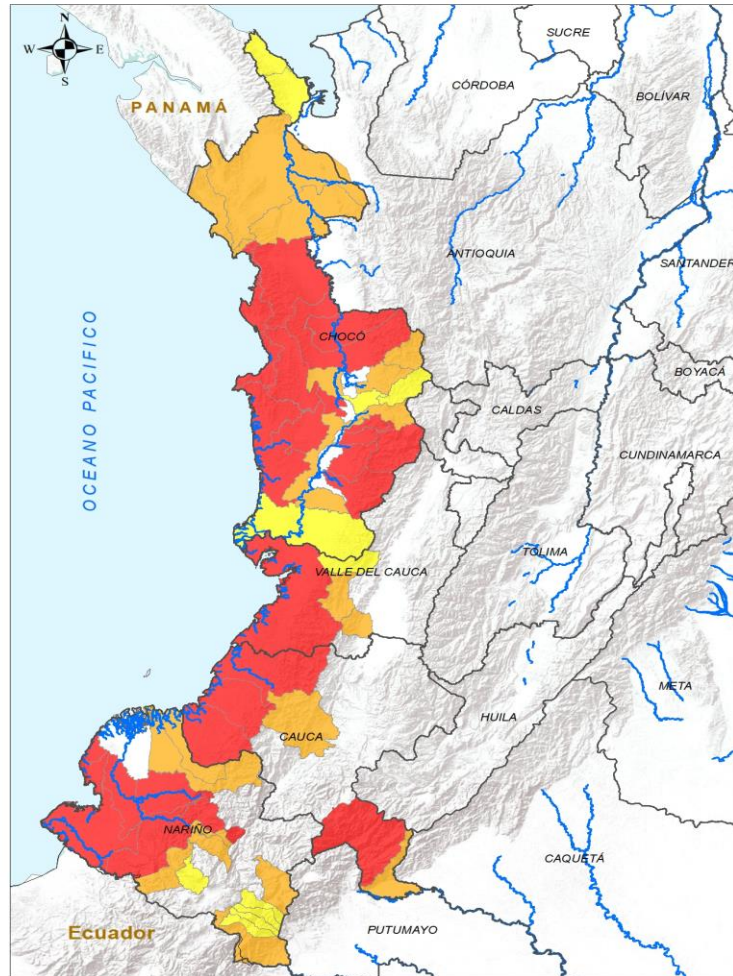 N
W E
S
SUCRE
CÓRDOBA
BOLÍVAR
PANAMÁ
ANTIOQUIA
SANTANDER
CHOCÓ
BOYACÁ
CALDAS
OCEANO PACIFICO
CUNDINAMARCA
TOLIMA
VALLE DEL CAUCA
META
HUILA
CAUCA
NARIÑO
CAQUETÁ
Ecuador
PUTUMAYO